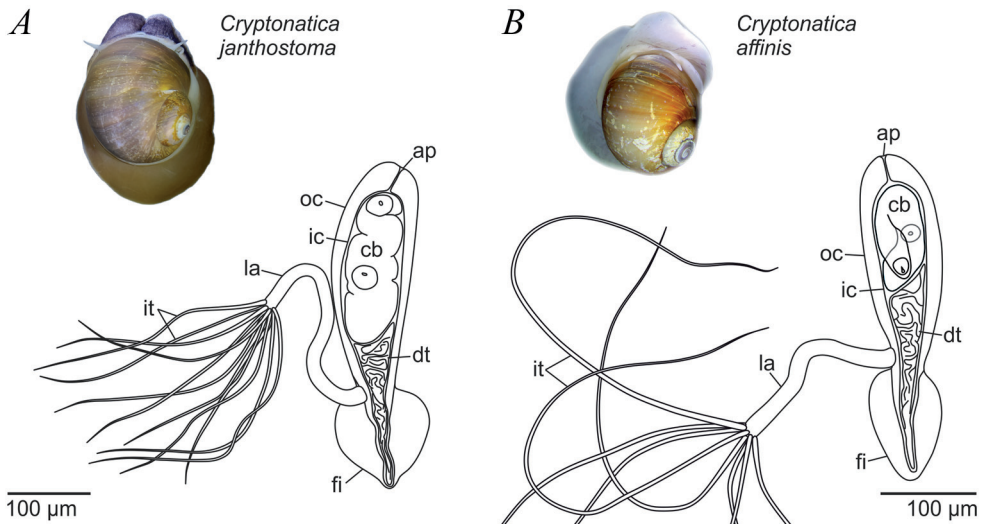 A
Cryptonatica
janthostoma
ap
oc
ic
cb
la
it
dt
fi
100 µm
B
Cryptonatica
affinis
ap
cb
oc
ic
dt
la
it
fi
100 µm